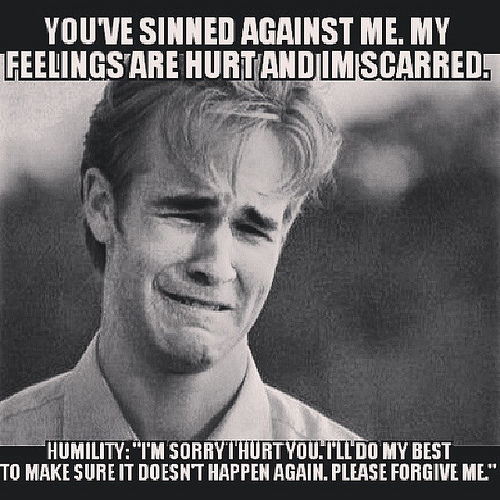 YOU'VE SINNED AGAINST ME. MY
FEELINGS ARE HURT AND IM SCARRED.
HUMILITY: "I'M SORRY I HURT YOU. I'LL DO MY BEST
TO MAKE SURE IT DOESN'T HAPPEN AGAIN. PLEASE FORGIVE ME."